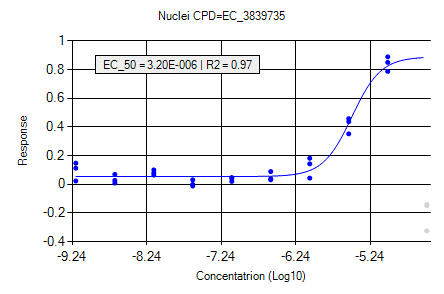 Nuclei CPD=EC_3839735
EC_50 = 3.20E-006 | R2 = 0.97
1
0.8
0.6
0.4
0.2
0
-0.2
-0.4
Response
-9.24 -8.24 -7.24 -6.24 -5.24
Concentatrion (Log10)